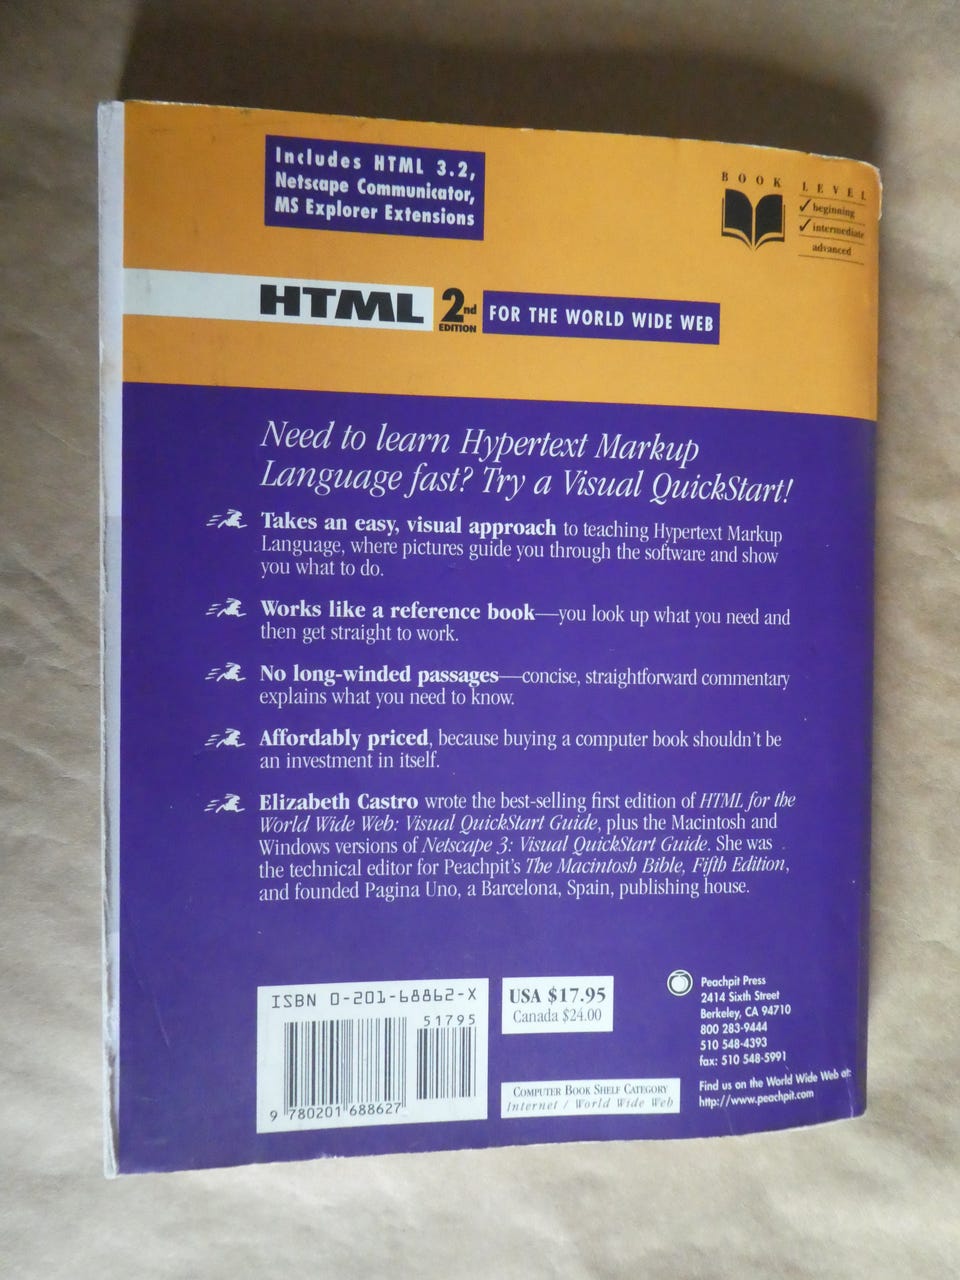 Includes HTML 3.2,
Netscape Communicator,
MS Explorer Extensions
BOOK LEVEL
✓ beginning
✓ intermediate
advanced
HTML 2nd EDITION FOR THE WORLD WIDE WEB
Need to learn Hypertext Markup
Language fast? Try a Visual QuickStart!
Takes an easy, visual approach to teaching Hypertext Markup
Language, where pictures guide you through the software and show
you what to do.
Works like a reference book—you look up what you need and
then get straight to work.
No long-winded passages—concise, straightforward commentary
explains what you need to know.
Affordably priced, because buying a computer book shouldn't be
an investment in itself.
Elizabeth Castro wrote the best-selling first edition of HTML for the
World Wide Web: Visual QuickStart Guide, plus the Macintosh and
Windows versions of Netscape 3: Visual QuickStart Guide. She was
the technical editor for Peachpit's The Macintosh Bible, Fifth Edition,
and founded Pagina Uno, a Barcelona, Spain, publishing house.
ISBN 0-201-68862-X
51795
9 780201 688627
USA $17.95
Canada $24.00
COMPUTER BOOK SHELF CATEGORY
Internet / World Wide Web
Peachpit Press
2414 Sixth Street
Berkeley, CA 94710
800 283-9444
510 548-4393
fax: 510 548-5991
Find us on the World Wide Web at:
http://www.peachpit.com